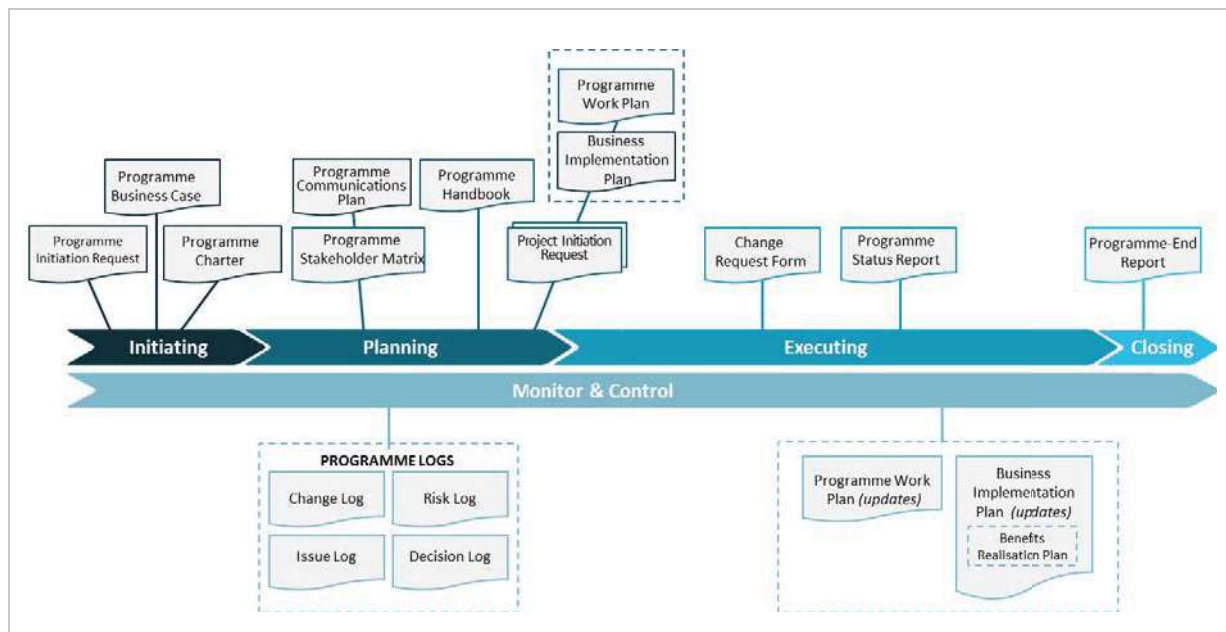 Programme
Work Plan
Business
Implementation
Plan
Programme
Business Case
Programme
Communications
Plan
Programme
Handbook
Programme
Initiation Request
Programme
Charter
Programme
Stakeholder Matrix
Project Initiation
Request
Change
Request Form
Programme
Status Report
Programme-End
Report
Initiating
Planning
Executing
Closing
Monitor & Control
PROGRAMME LOGS
Change Log
Risk Log
Issue Log
Decision Log
Programme Work
Plan (updates)
Business
Implementation
Plan (updates)
Benefits
Realisation Plan